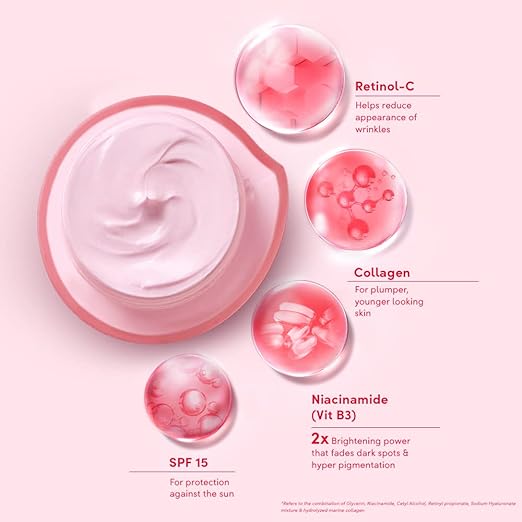 Retinol-C
Helps reduce
appearance of
wrinkles
Collagen
For plumper,
younger looking
skin
Niacinamide
(Vit B3)
2x Brightening power
that fades dark spots &
hyper pigmentation
SPF 15
For protection
against the sun
*Refers to the combination of Glycerin, Niacinamide, Cetyl Alcohol, Retinyl propionate, Sodium Hyaluronate
mixture & hydrolyzed marine collagen.